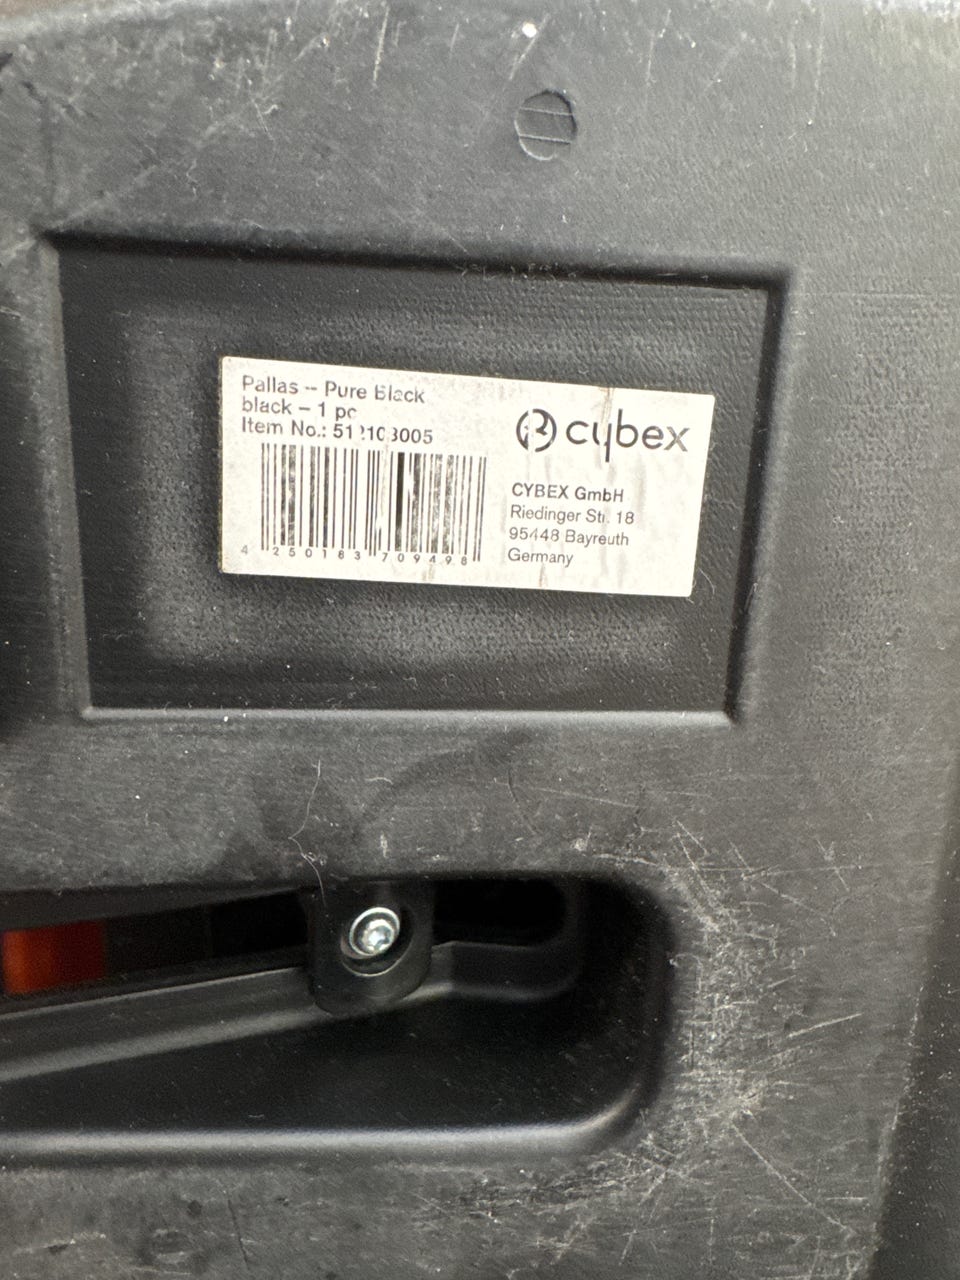 Pallas -- Pure Black
black – 1 pc
Item No.:
4 250183 709498
cybex
CYBEX GmbH
Riedinger Str. 18
95448 Bayreuth
Germany